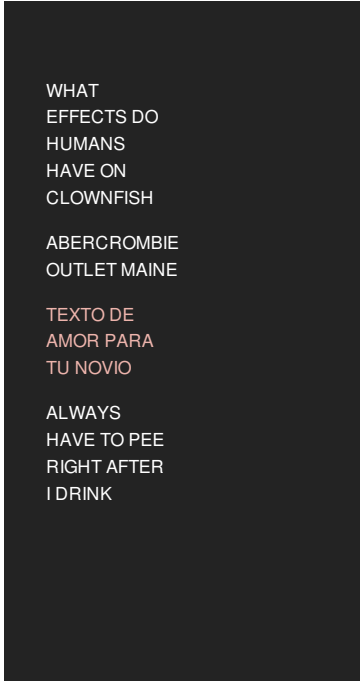 WHAT
EFFECTS DO
HUMANS
HAVE ON
CLOWNFISH
ABERCROMBIE
OUTLET MAINE
TEXTO DE
AMOR PARA
TU NOVIO
ALWAYS
HAVE TO PEE
RIGHT AFTER
I DRINK